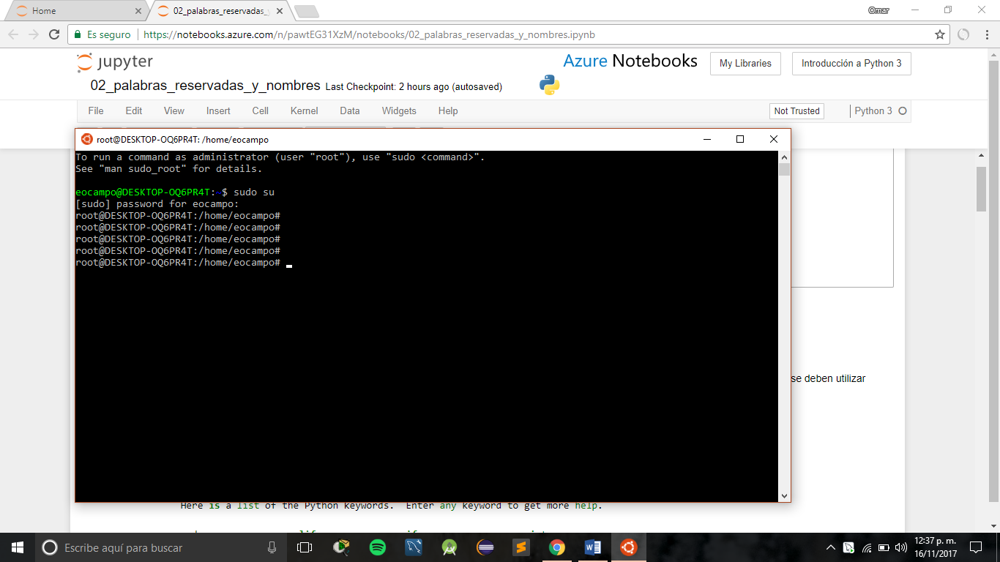 Home
02_palabras_reservadas_
Omar
Es seguro
https://notebooks.azure.com/n/pawtEG31XzM/notebooks/02_palabras_reservadas_y_nombres.ipynb
jupyter
Azure Notebooks
My Libraries
Introducción a Python 3
02_palabras_reservadas_y_nombres Last Checkpoint: 2 hours ago (autosaved)
File Edit View Insert Cell Kernel Data Widgets Help
Not Trusted
Python 3
root@DESKTOP-OQ6PR4T: /home/eocampo
To run a command as administrator (user "root"), use "sudo <command>".
See "man sudo_root" for details.
eocampo@DESKTOP-OQ6PR4T:~$ sudo su
[sudo] password for eocampo:
root@DESKTOP-OQ6PR4T:/home/eocampo#
root@DESKTOP-OQ6PR4T:/home/eocampo#
root@DESKTOP-OQ6PR4T:/home/eocampo#
root@DESKTOP-OQ6PR4T:/home/eocampo#
root@DESKTOP-OQ6PR4T:/home/eocampo#
se deben utilizar
Here is a list of the Python keywords.  Enter any keyword to get more help.
Escribe aquí para buscar
12:37 p. m.
16/11/2017